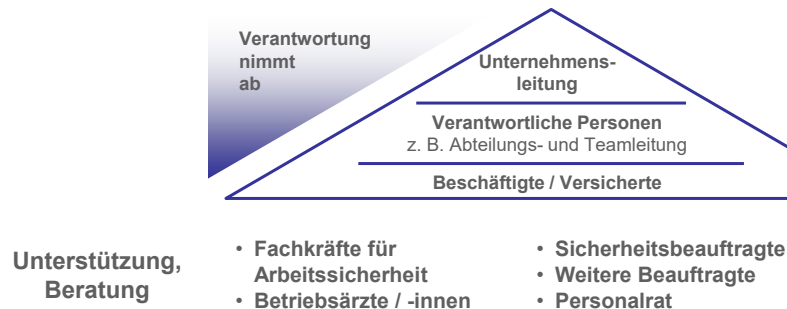 Verantwortung
nimmt
ab
Unternehmens-
leitung
Verantwortliche Personen
z. B. Abteilungs- und Teamleitung
Beschäftigte / Versicherte
Unterstützung,
Beratung
• Fachkräfte für
Arbeitssicherheit
• Betriebsärzte / -innen
• Sicherheitsbeauftragte
• Weitere Beauftragte
• Personalrat